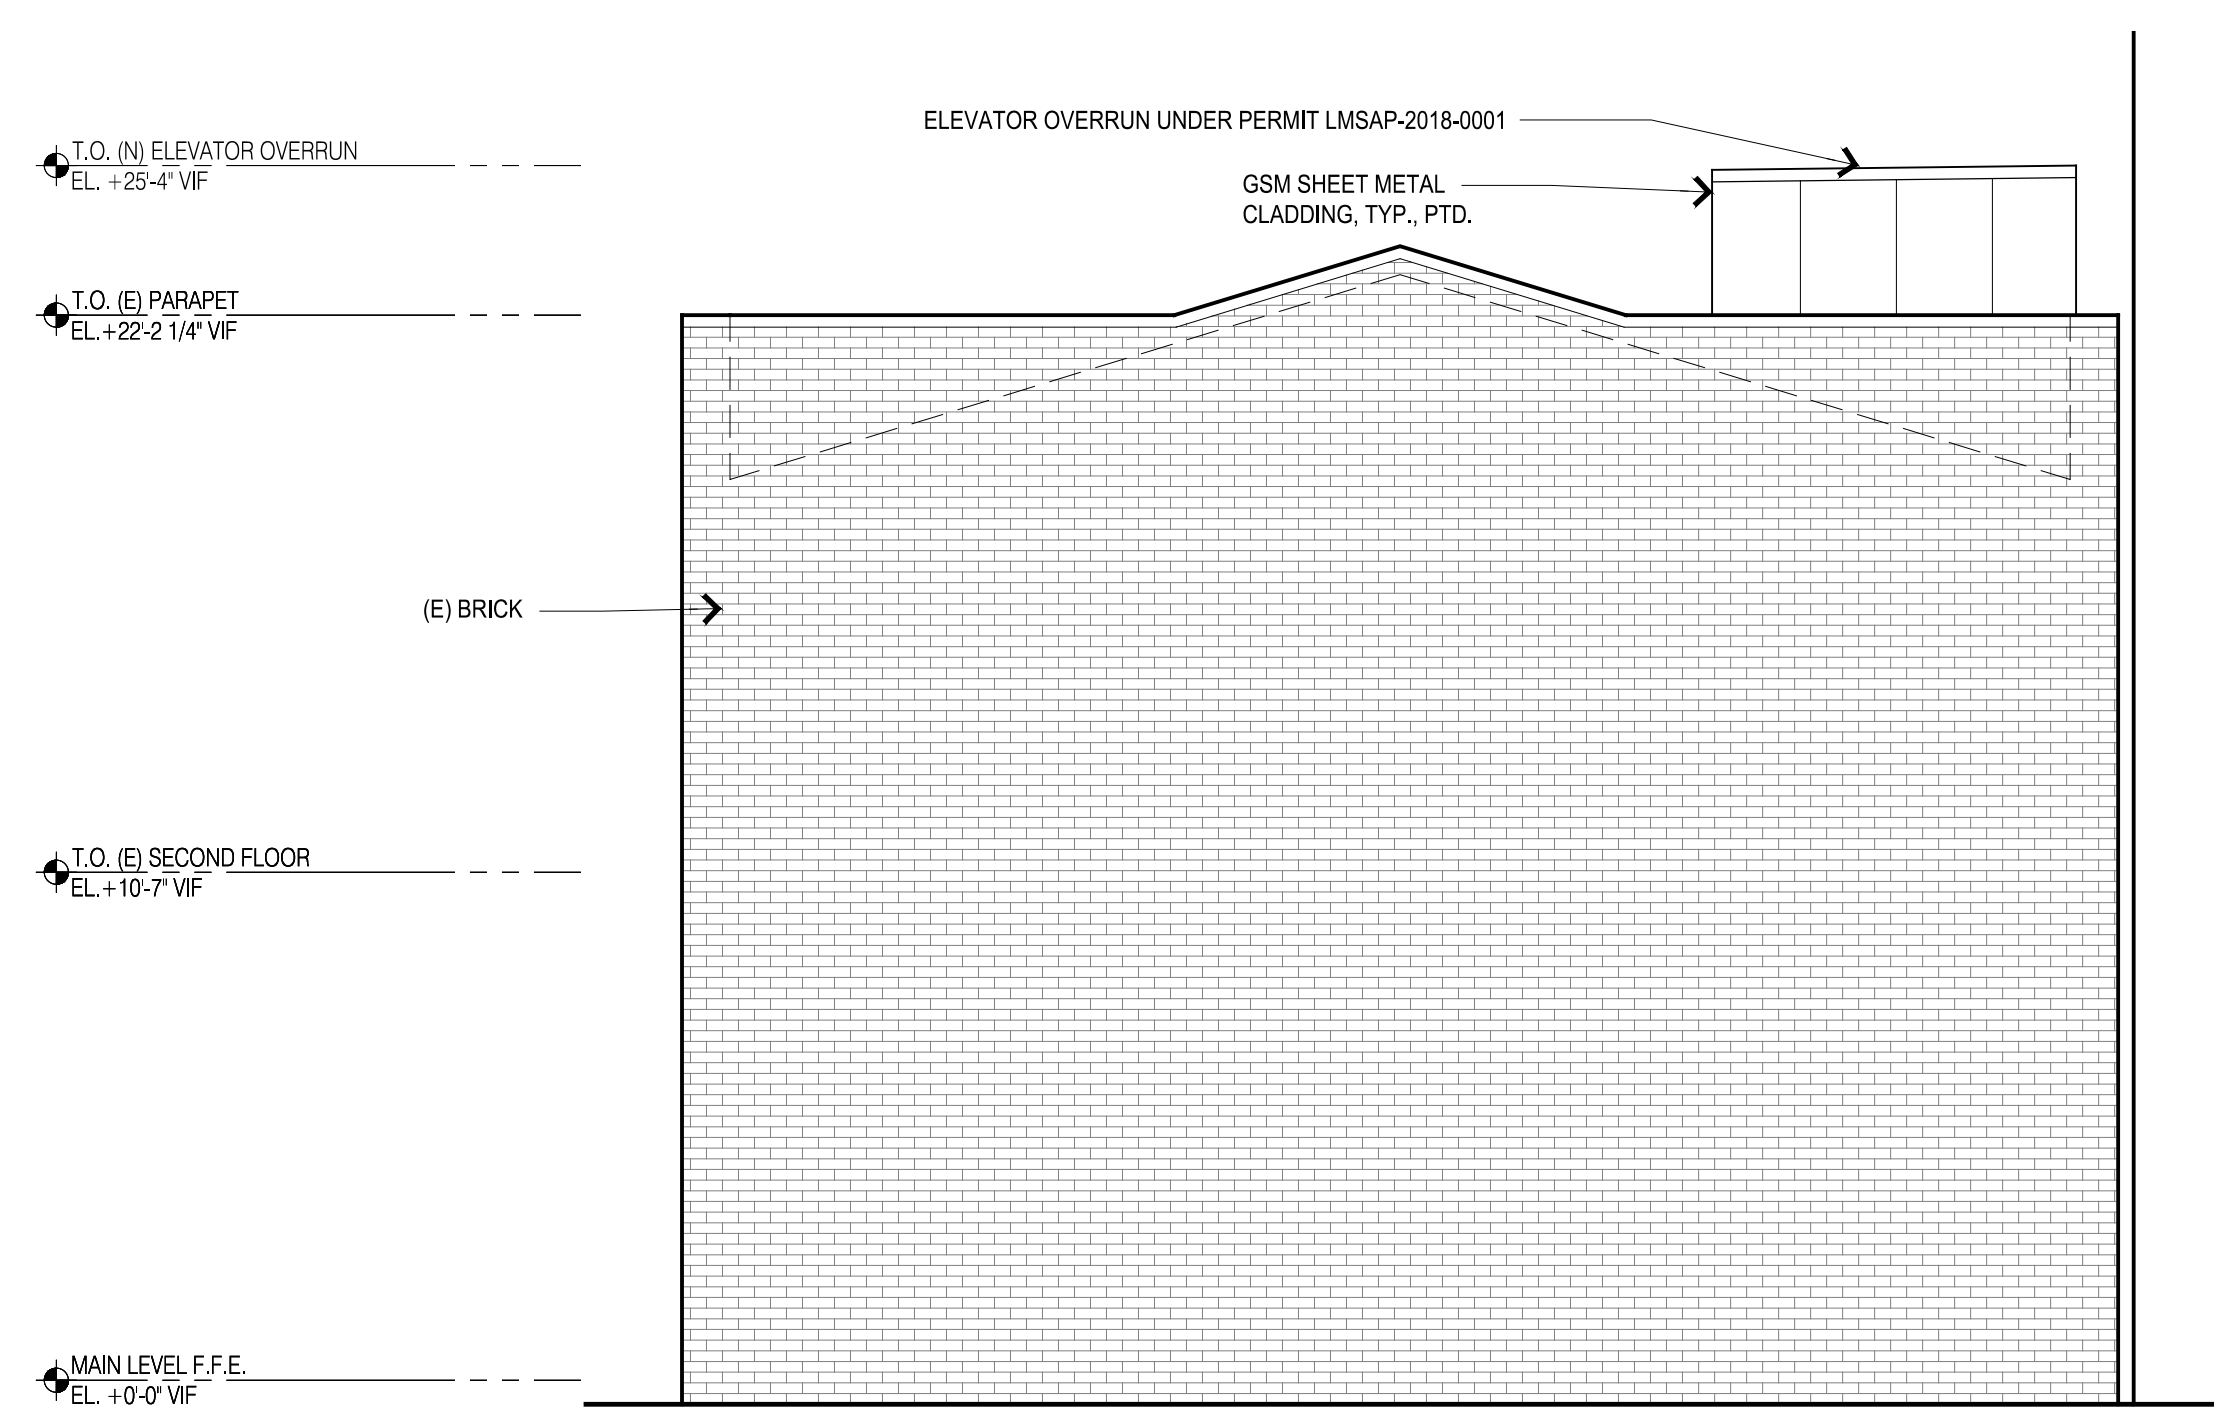 ELEVATOR OVERRUN UNDER PERMIT LMSAP-2018-0001
T.O. (N) ELEVATOR OVERRUN
EL. +25'-4" VIF
GSM SHEET METAL
CLADDING, TYP., PTD.
T.O. (E) PARAPET
EL.+22'-2 1/4" VIF
(E) BRICK
T.O. (E) SECOND FLOOR
EL.+10'-7" VIF
MAIN LEVEL F.F.E.
EL. +0'-0" VIF